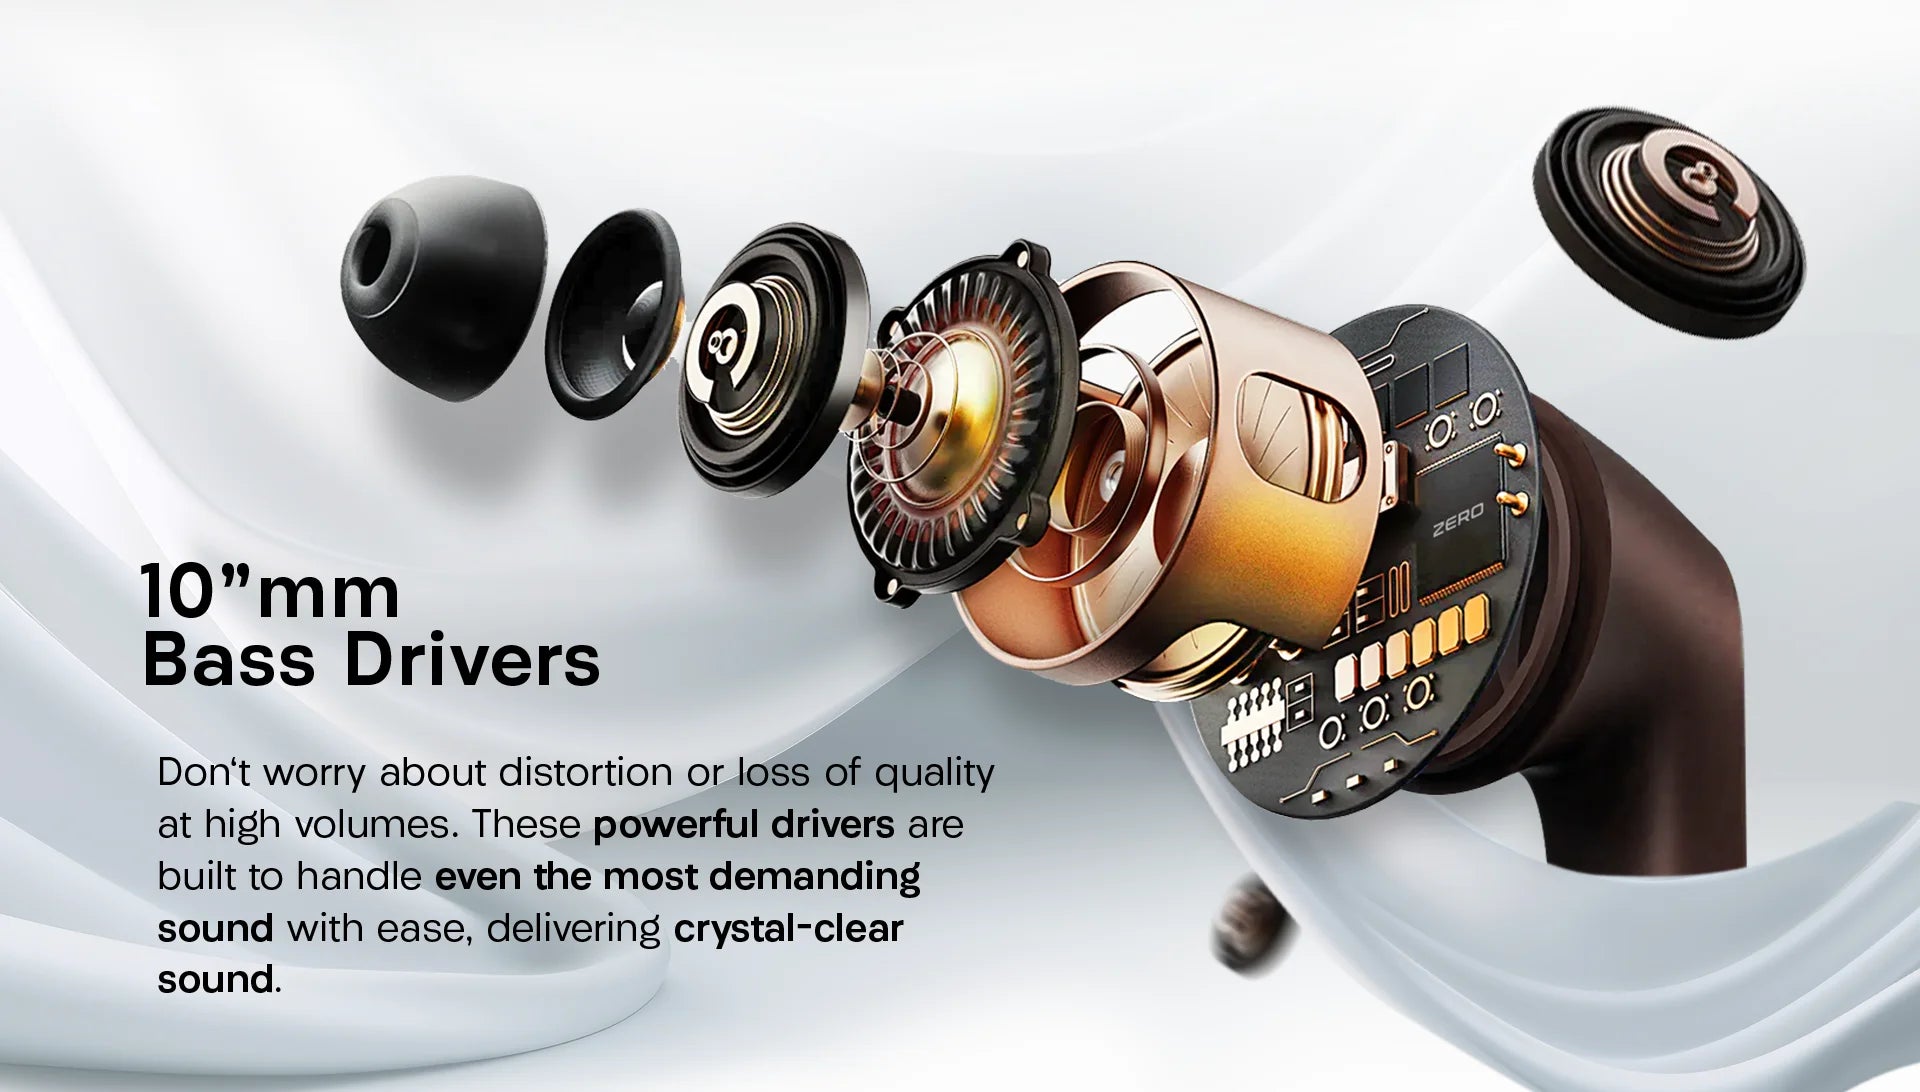 ZERO
10”mm
Bass Drivers
Don‘t worry about distortion or loss of quality
at high volumes. These powerful drivers are
built to handle even the most demanding
sound with ease, delivering crystal-clear
sound.